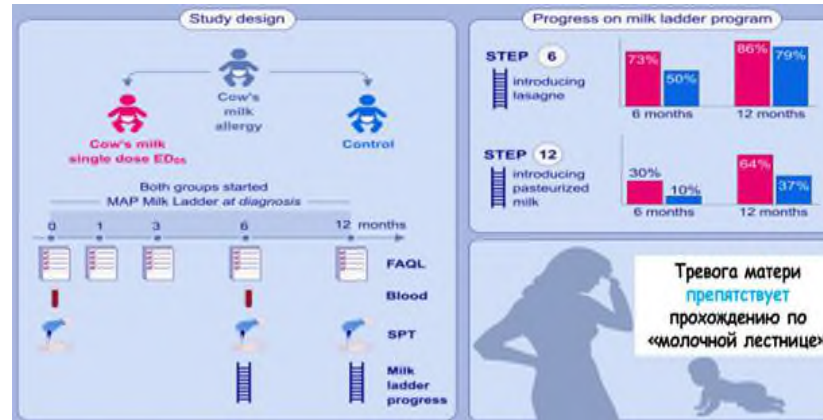 Study design
Cow's
milk
allergy
Cow's milk
single dose ED05
Control
Both groups started
MAP Milk Ladder at diagnosis
0 1 3 6 12 months
FAQL
Blood
SPT
Milk
ladder
progress
Progress on milk ladder program
STEP 6
introducing
lasagne
73% 50% 86% 79%
6 months 12 months
STEP 12
introducing
pasteurized
milk
30% 10% 64% 37%
6 months 12 months
Тревога матери
препятствует
прохождению по
«молочной лестнице»